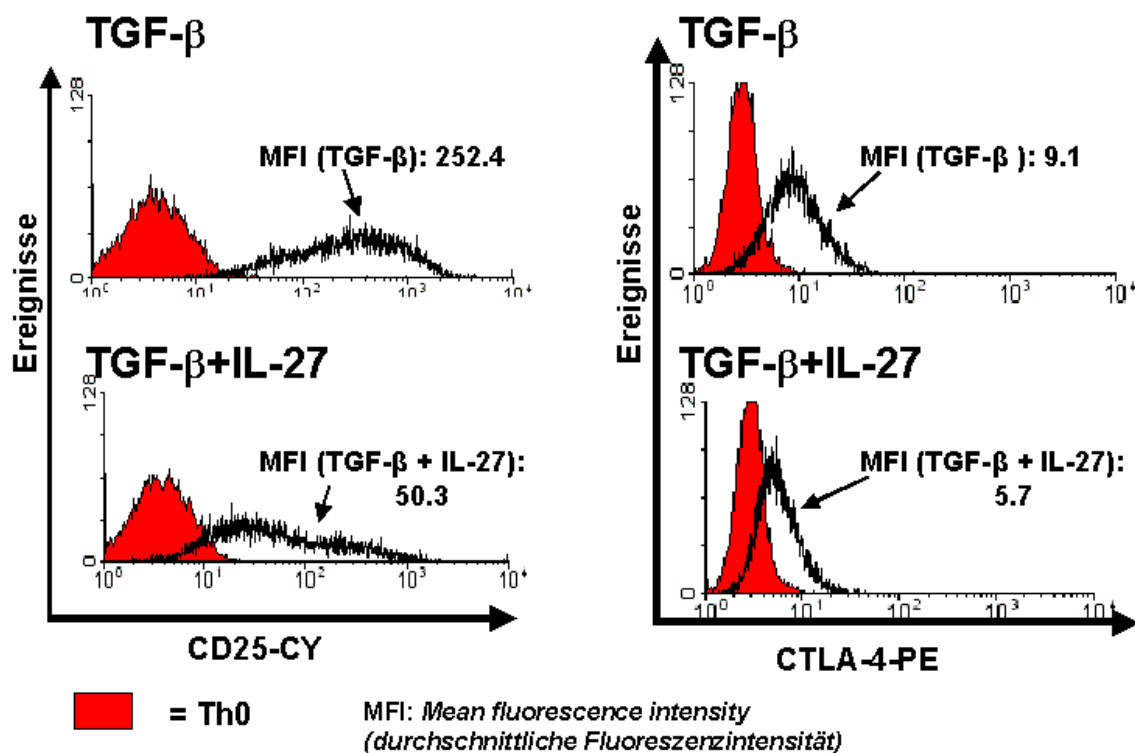 TGF-β
128
0
MFI (TGF-β): 252.4
10⁰ 10¹ 10² 10³ 10⁴
Ereignisse
TGF-β+IL-27
128
0
MFI (TGF-β + IL-27):
50.3
10⁰ 10¹ 10² 10³ 10⁴
CD25-CY
TGF-β
128
0
MFI (TGF-β ): 9.1
10⁰ 10¹ 10² 10³ 10⁴
Ereignisse
TGF-β+IL-27
128
0
MFI (TGF-β + IL-27):
5.7
10⁰ 10¹ 10² 10³ 10⁴
CTLA-4-PE
= Th0
MFI: Mean fluorescence intensity
(durchschnittliche Fluoreszenzintensität)